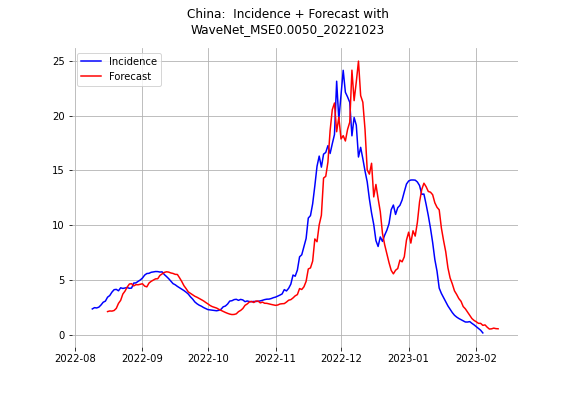 China:  Incidence + Forecast with
WaveNet_MSE0.0050_20221023
Incidence
Forecast
25
20
15
10
5
0
2022-08 2022-09 2022-10 2022-11 2022-12 2023-01 2023-02